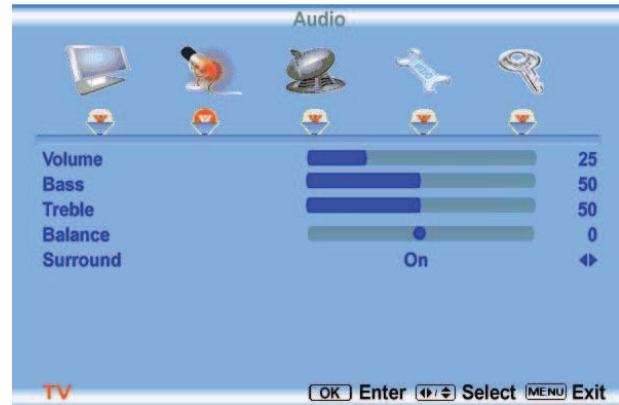 Audio
Volume 25
Bass 50
Treble 50
Balance 0
Surround On
TV OK Enter / Select MENU Exit